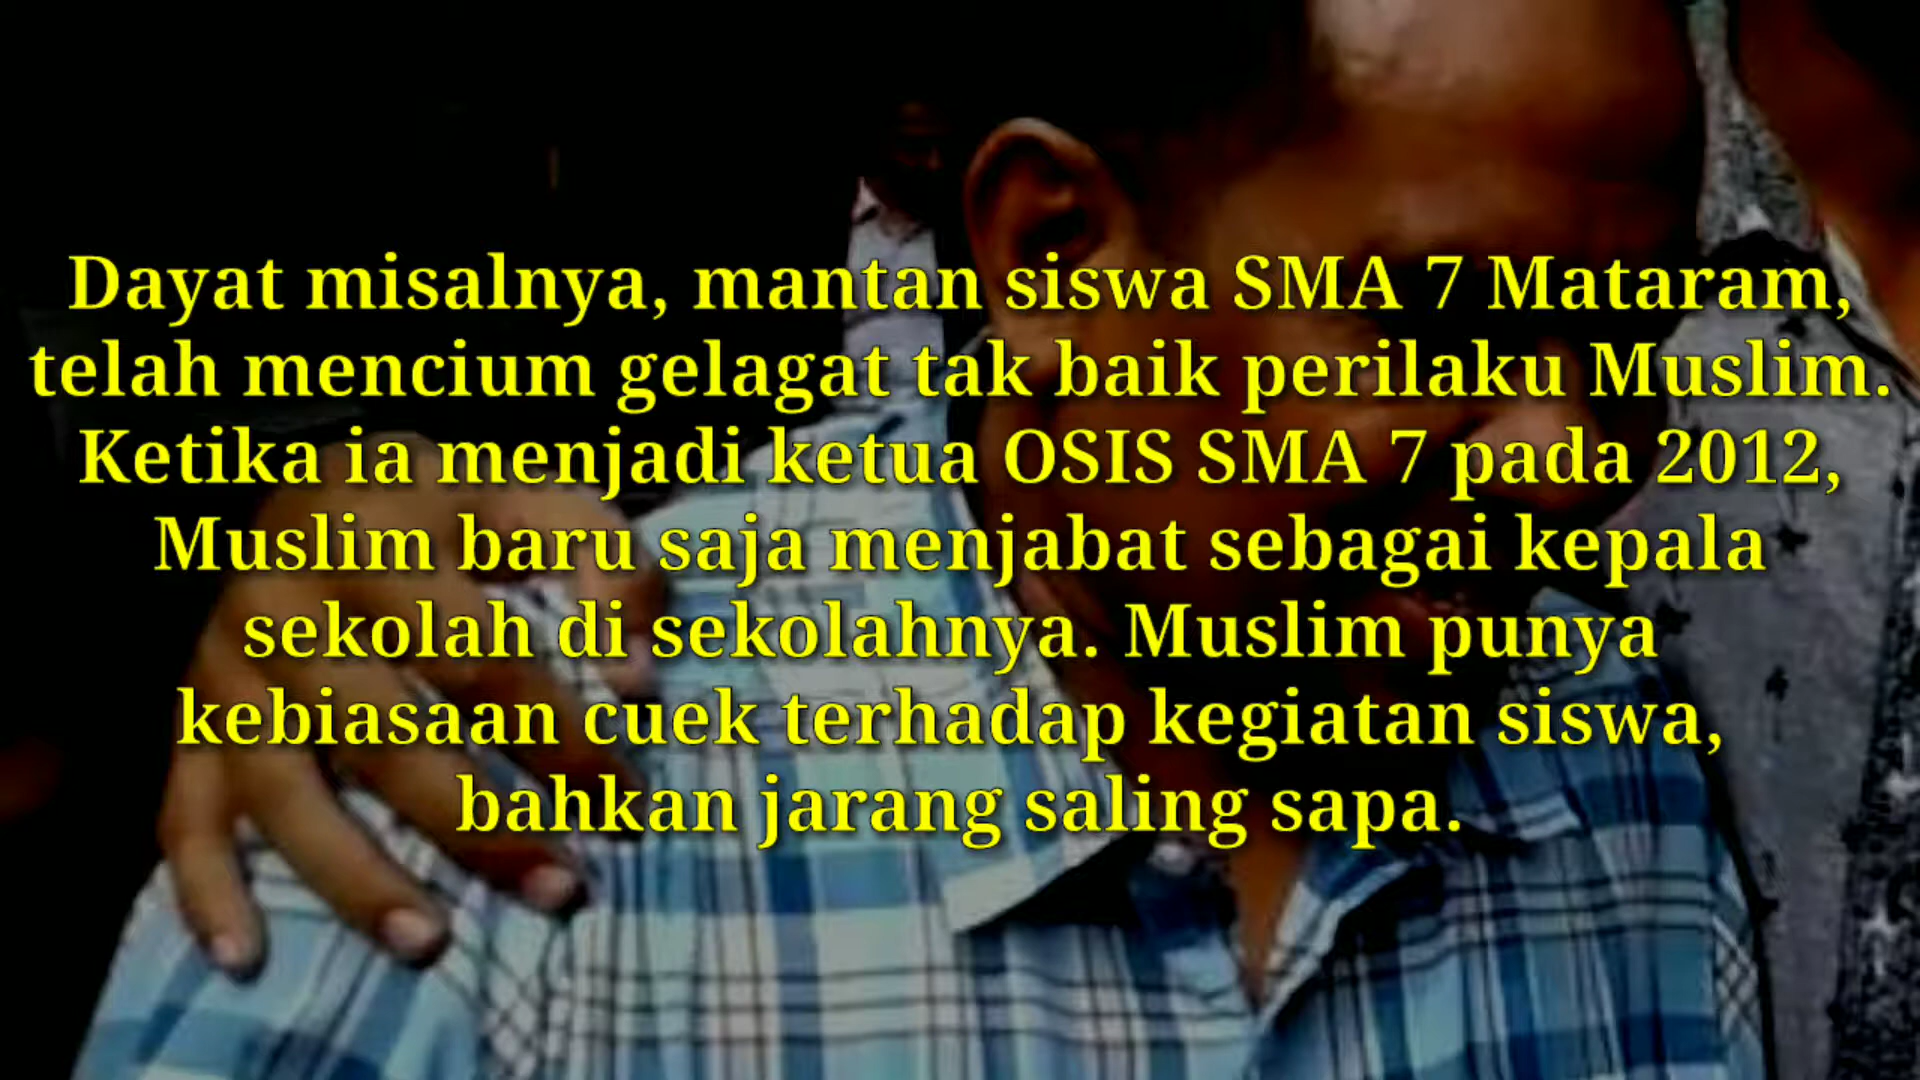 Dayat misalnya, mantan siswa SMA 7 Mataram,
telah mencium gelagat tak baik perilaku Muslim.
Ketika ia menjadi ketua OSIS SMA 7 pada 2012,
Muslim baru saja menjabat sebagai kepala
sekolah di sekolahnya. Muslim punya
kebiasaan cuek terhadap kegiatan siswa,
bahkan jarang saling sapa.